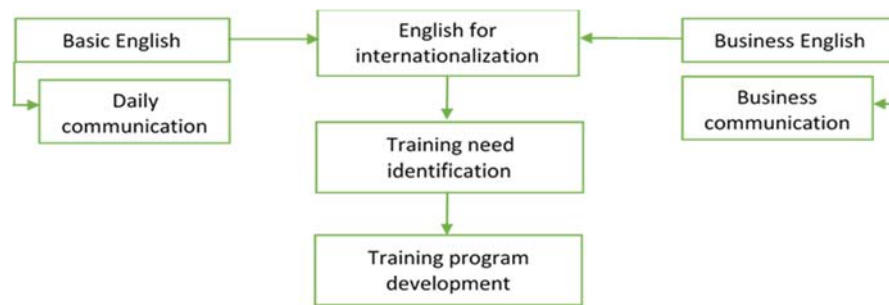 Basic English
English for
internationalization
Business English
Daily
communication
Business
communication
Training need
identification
Training program
development